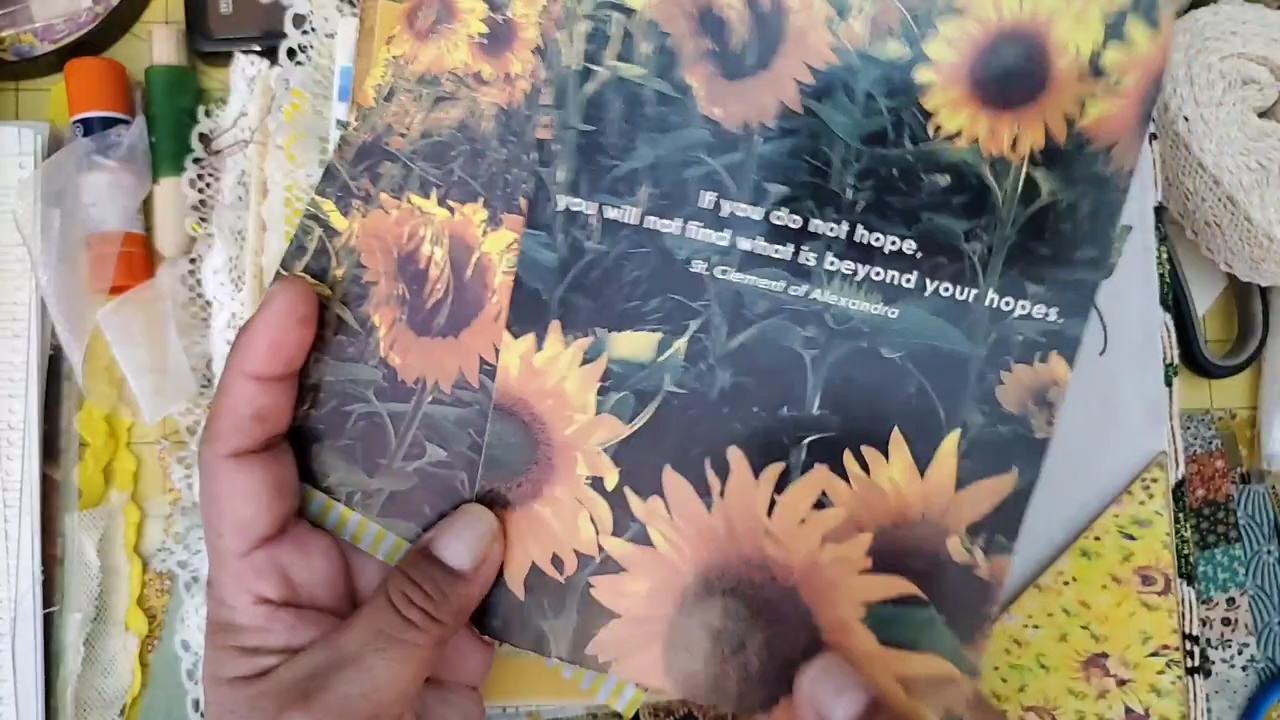 If you do not hope,
you will not find what is beyond your hopes.
St. Clement of Alexandra